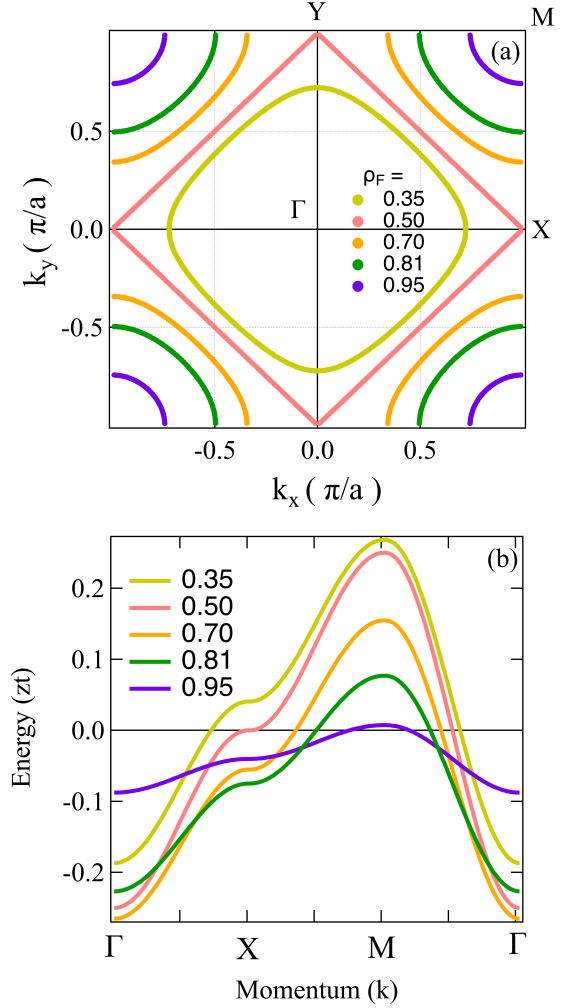 Y
M
(a)
0.5
0.0
-0.5
k_y ( π/a )
Γ
X
ρ_F =
0.35
0.50
0.70
0.81
0.95
-0.5
0.0
0.5
k_x ( π/a )
(b)
0.2
0.1
0.0
-0.1
-0.2
Energy (zt)
0.35
0.50
0.70
0.81
0.95
Γ
X
M
Γ
Momentum (k)